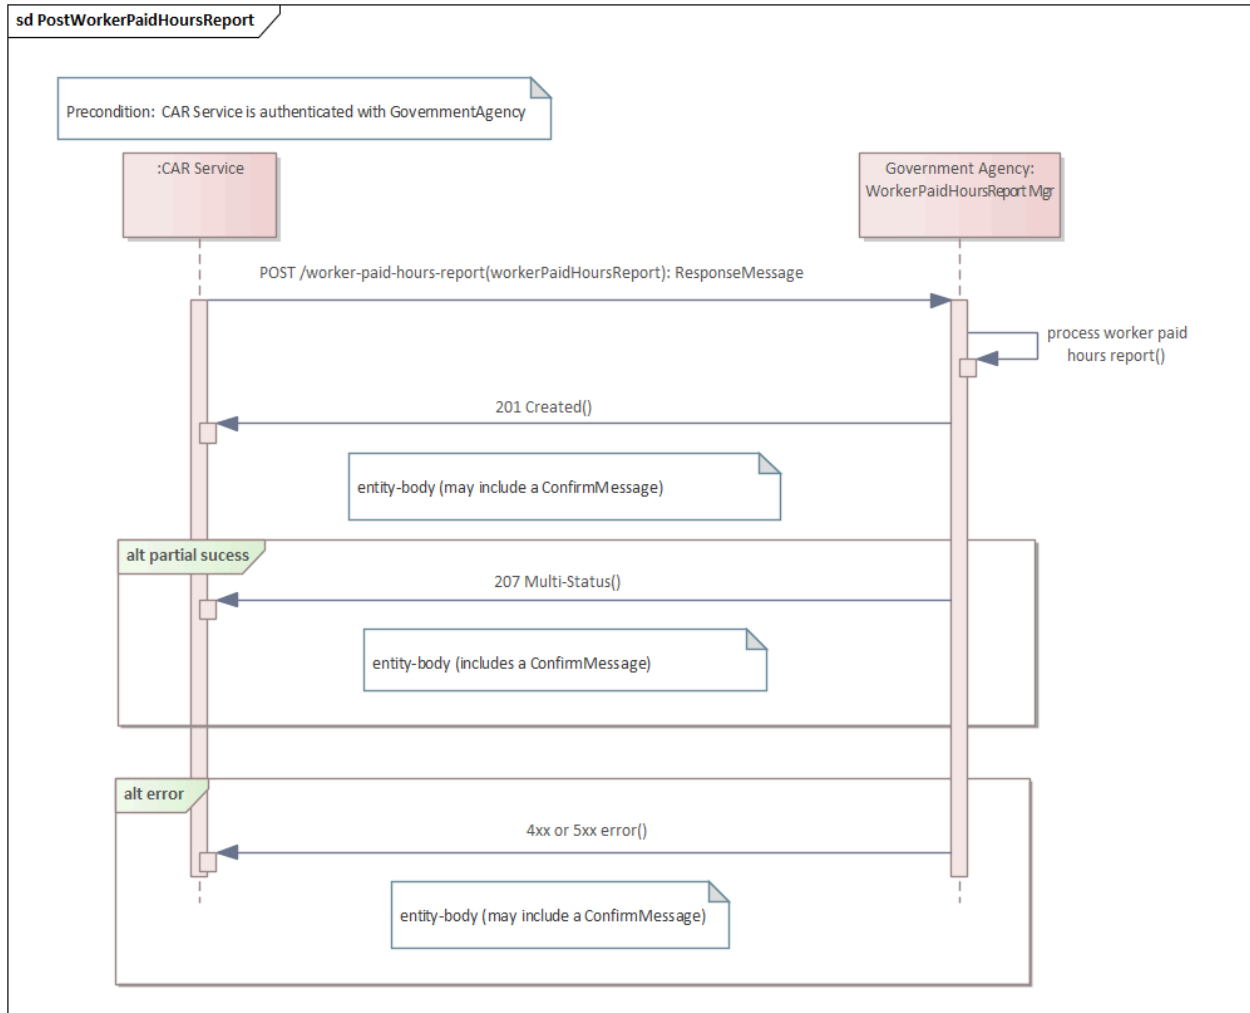 sd PostWorkerPaidHoursReport
Precondition:  CAR Service is authenticated with GovernmentAgency
:CAR Service
Government Agency:
WorkerPaidHoursReport Mgr
POST /worker-paid-hours-report(workerPaidHoursReport): ResponseMessage
process worker paid
hours report()
201 Created()
entity-body (may include a ConfirmMessage)
alt partial sucess
207 Multi-Status()
entity-body (includes a ConfirmMessage)
alt error
4xx or 5xx error()
entity-body (may include a ConfirmMessage)